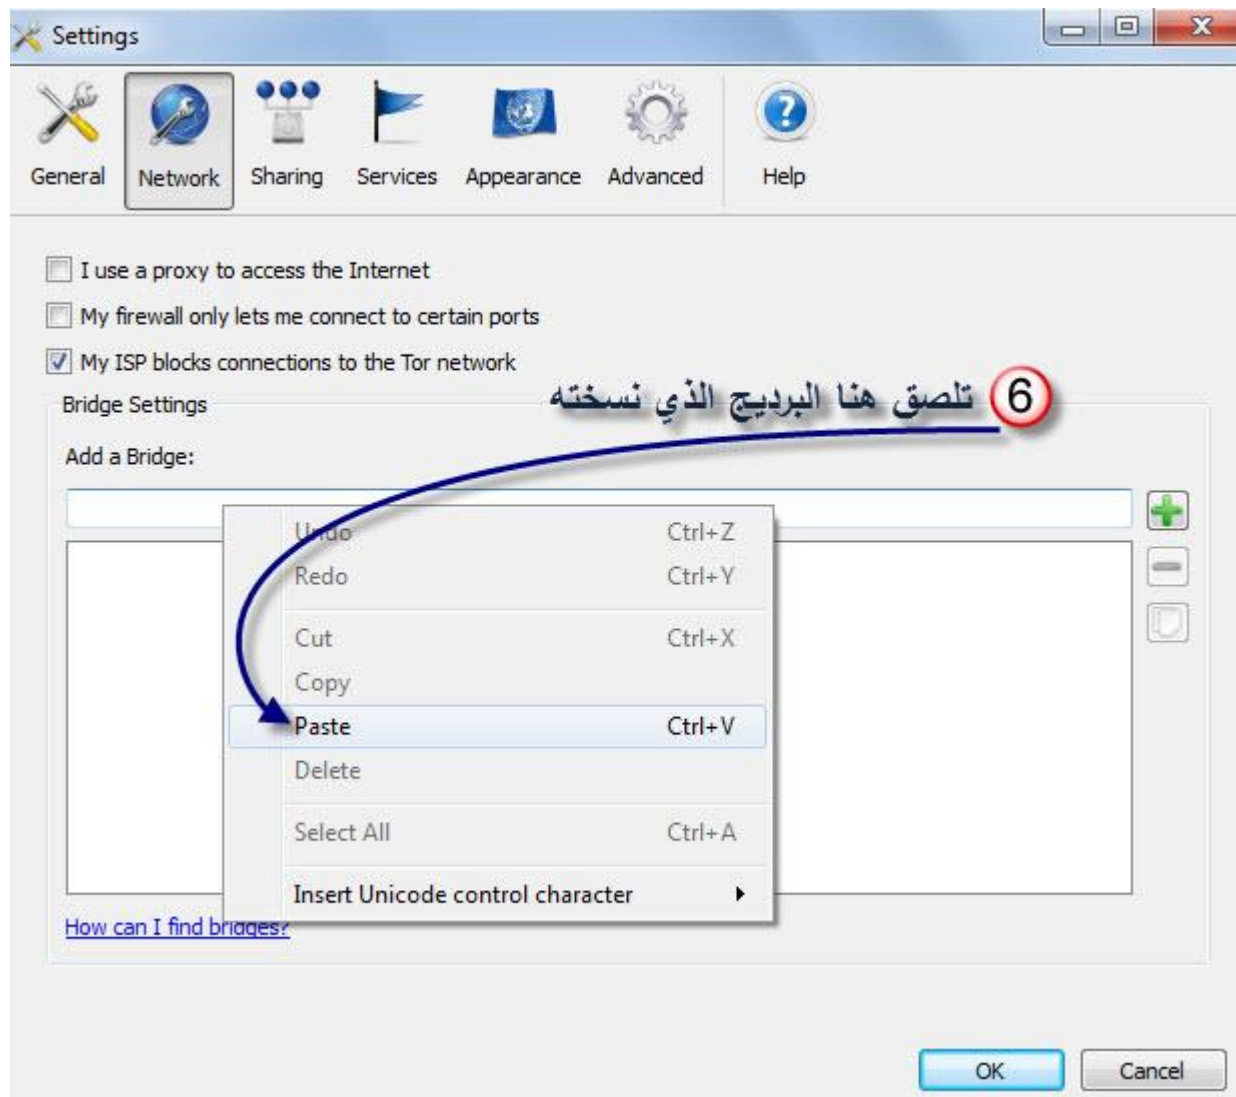 Settings
General Network Sharing Services Appearance Advanced Help
I use a proxy to access the Internet
My firewall only lets me connect to certain ports
My ISP blocks connections to the Tor network
6 تلصق هنا البرديج الذي نسخته
Bridge Settings
Add a Bridge:
Undo Ctrl+Z
Redo Ctrl+Y
Cut Ctrl+X
Copy
Paste Ctrl+V
Delete
Select All Ctrl+A
Insert Unicode control character
How can I find bridges?
OK Cancel